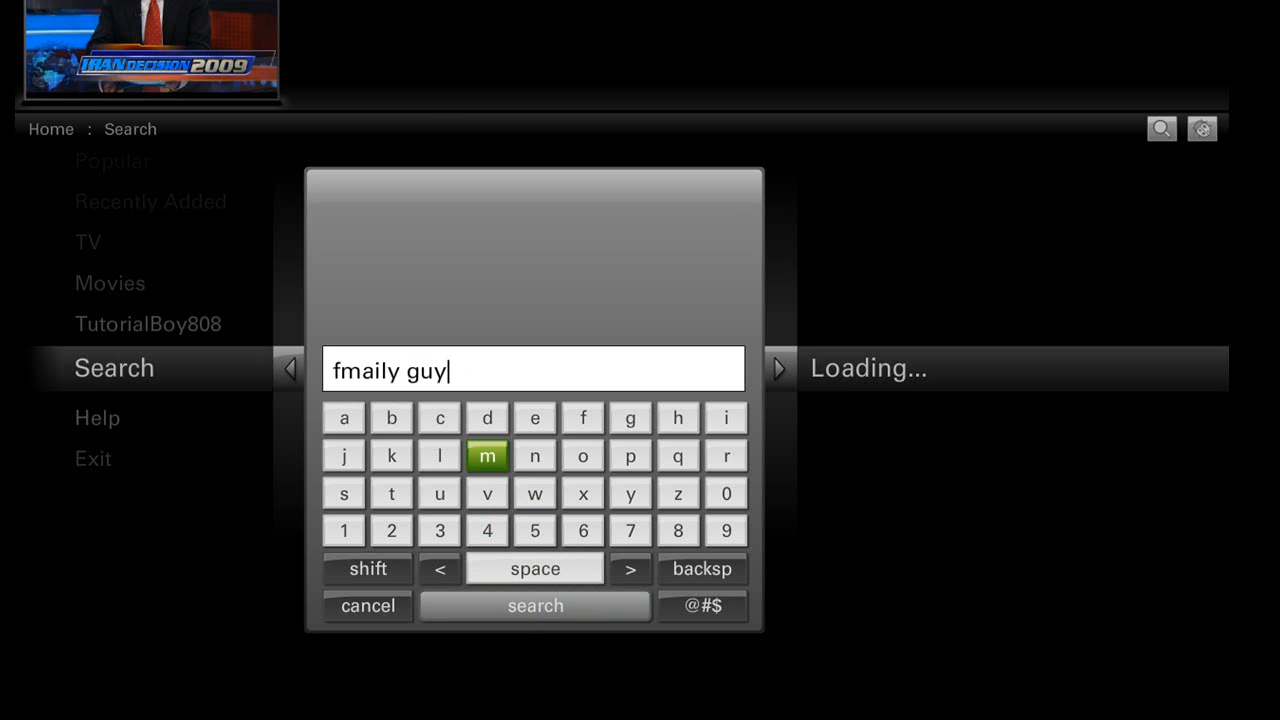 IRAN DECISION 2009
Home : Search
Popular
Recently Added
TV
Movies
TutorialBoy808
Search
Help
Exit
fmaily guy
a b c d e f g h i
j k l m n o p q r
s t u v w x y z 0
1 2 3 4 5 6 7 8 9
shift < space > backsp
cancel search @#$
Loading...